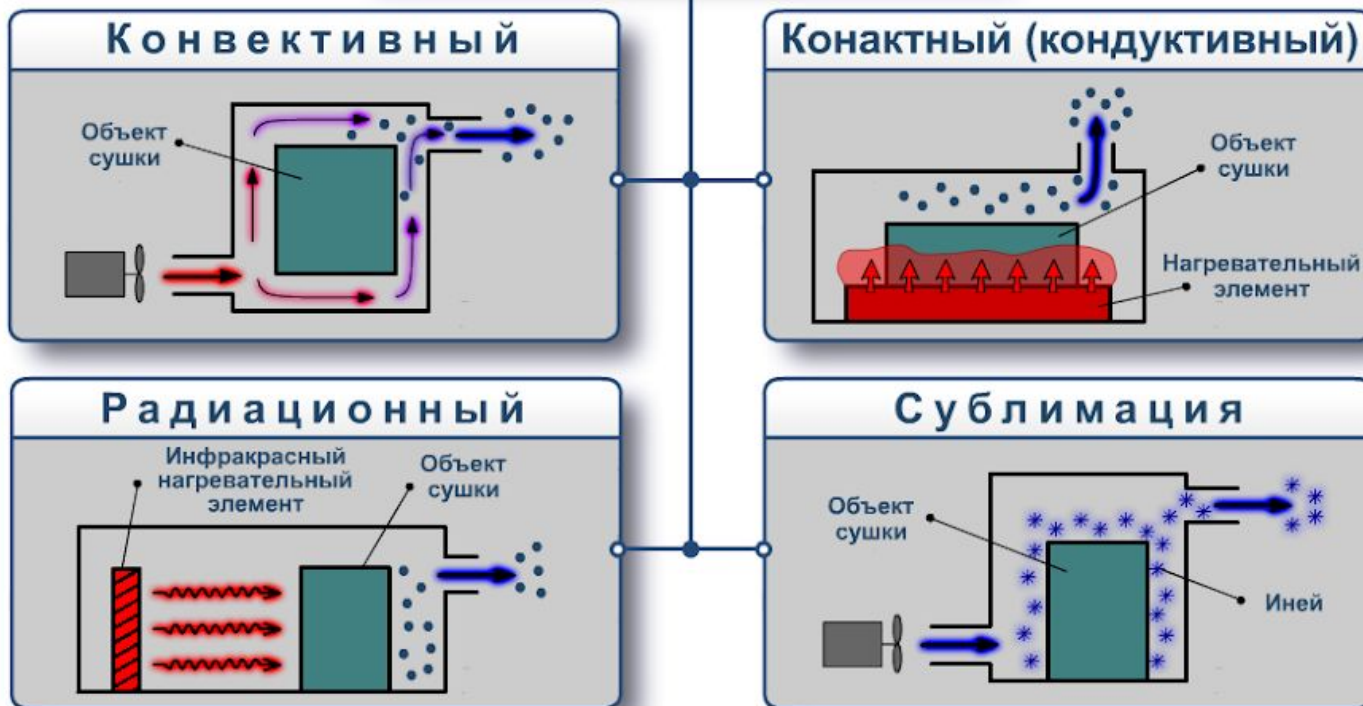 Конвективный
Объект
сушки
Конактный (кондуктивный)
Объект
сушки
Нагревательный
элемент
Радиационный
Инфракрасный
нагревательный
элемент
Объект
сушки
Сублимация
Объект
сушки
Иней